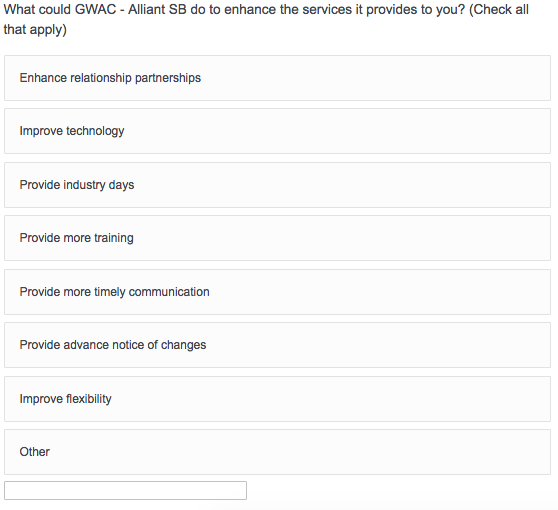 What could GWAC - Alliant SB do to enhance the services it provides to you? (Check all
that apply)
Enhance relationship partnerships
Improve technology
Provide industry days
Provide more training
Provide more timely communication
Provide advance notice of changes
Improve flexibility
Other